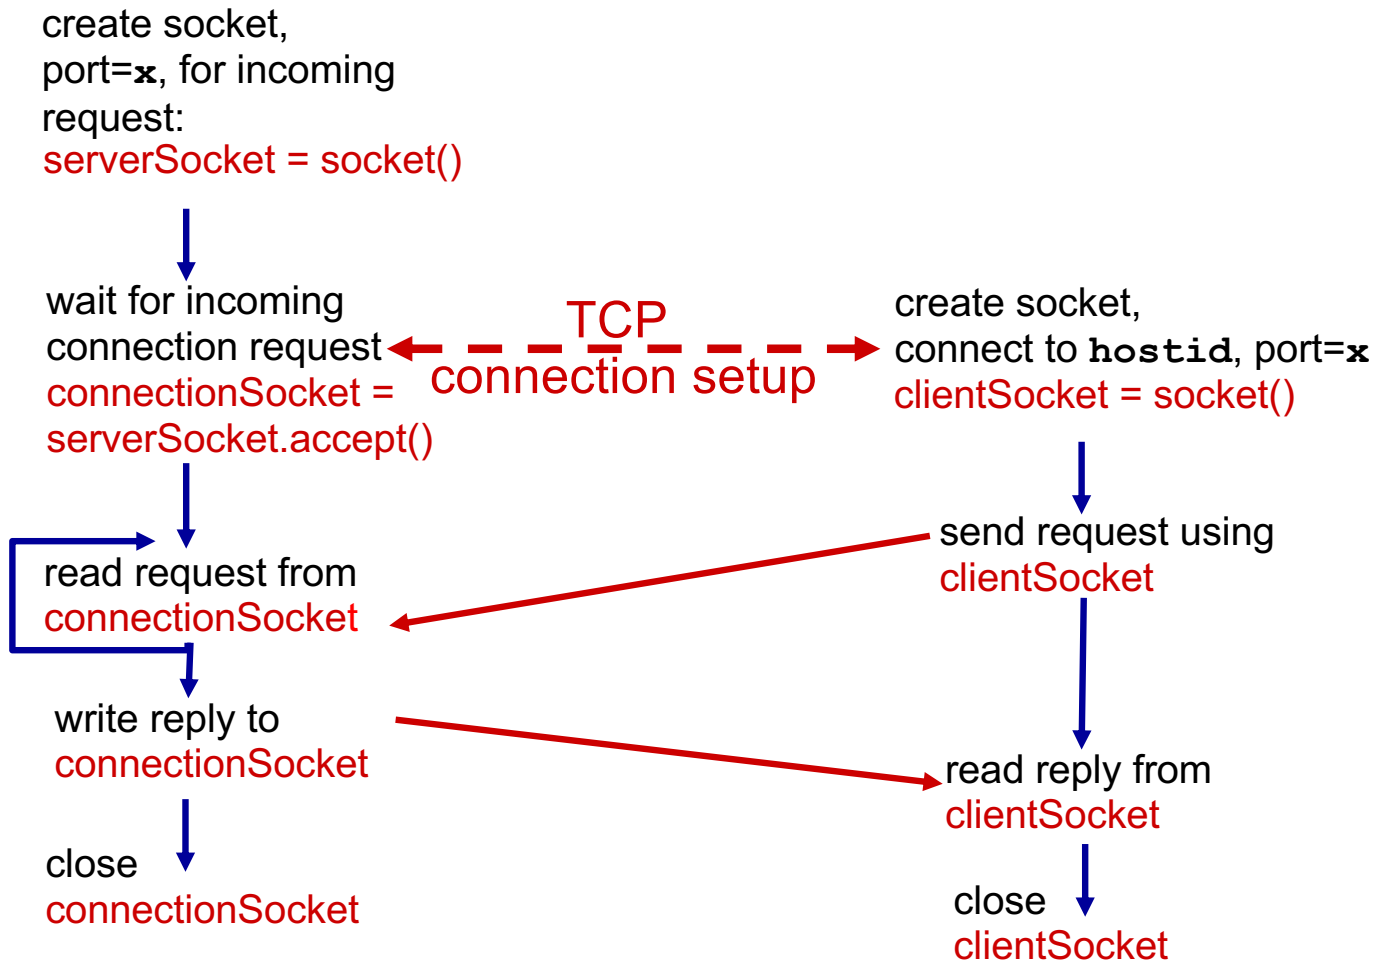 create socket,
port=x, for incoming
request:
serverSocket = socket()
wait for incoming
connection request
connectionSocket =
serverSocket.accept()
TCP
connection setup
create socket,
connect to hostid, port=x
clientSocket = socket()
send request using
clientSocket
read request from
connectionSocket
write reply to
connectionSocket
read reply from
clientSocket
close
connectionSocket
close
clientSocket